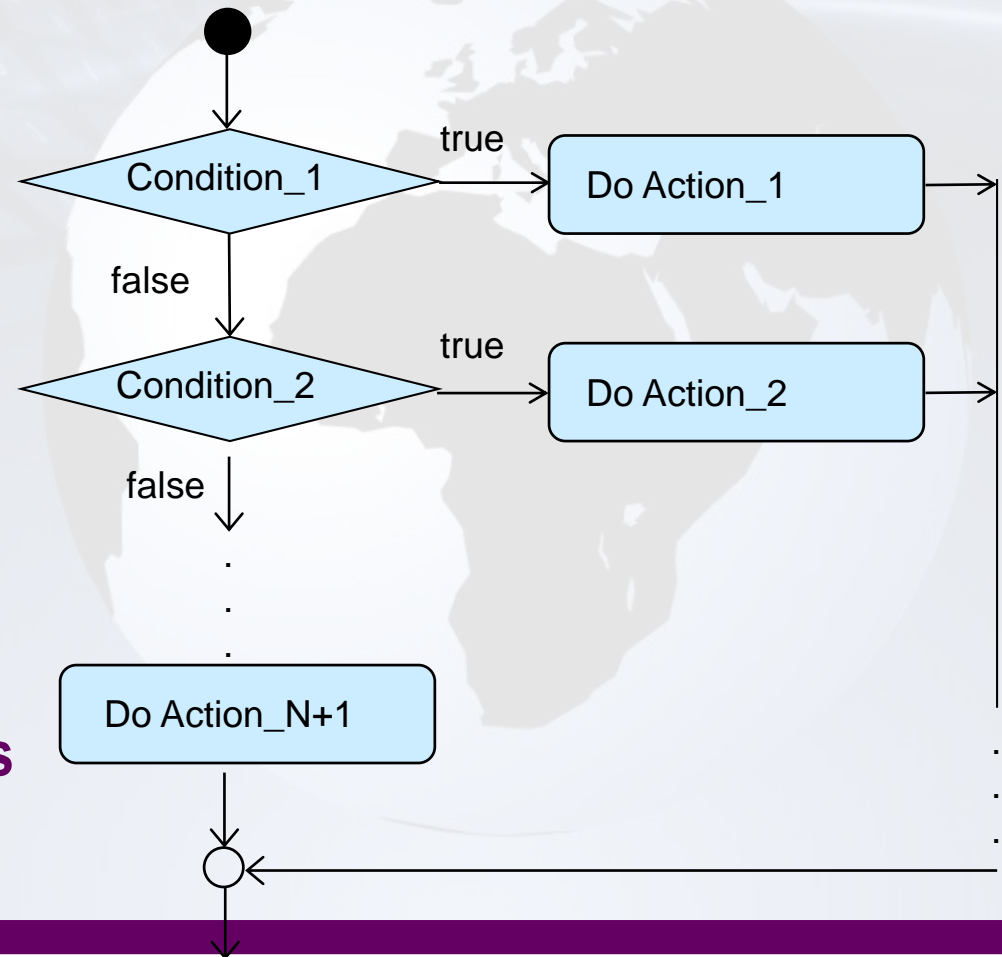 true
Condition_1
Do Action_1
false
true
Condition_2
Do Action_2
false
.
.
.
Do Action_N+1
s
.
.
.